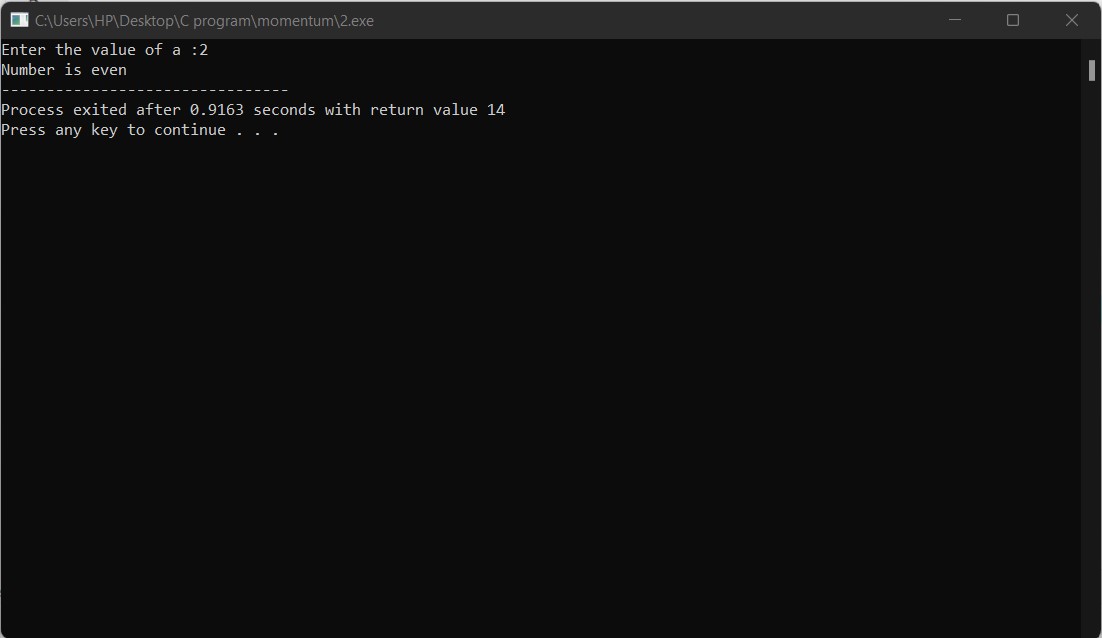 C:\Users\HP\Desktop\C program\momentum\2.exe
Enter the value of a :2
Number is even
--------------------------------
Process exited after 0.9163 seconds with return value 14
Press any key to continue . . .